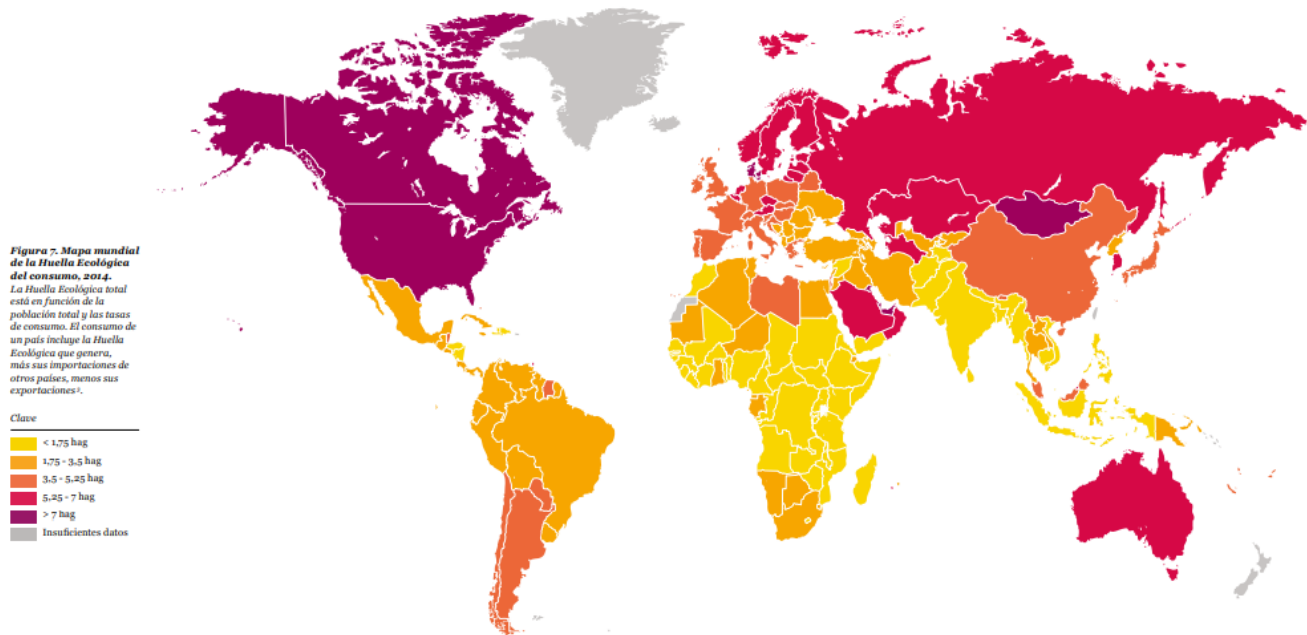 Figura 7. Mapa mundial
de la Huella Ecológica
del consumo, 2014.
La Huella Ecológica total
está en función de la
población total y las tasas
de consumo. El consumo de
un país incluye la Huella
Ecológica que genera,
más sus importaciones de
otros países, menos sus
exportaciones².
Clave
< 1,75 hag
1,75 - 3,5 hag
3,5 - 5,25 hag
5,25 - 7 hag
> 7 hag
Insuficientes datos